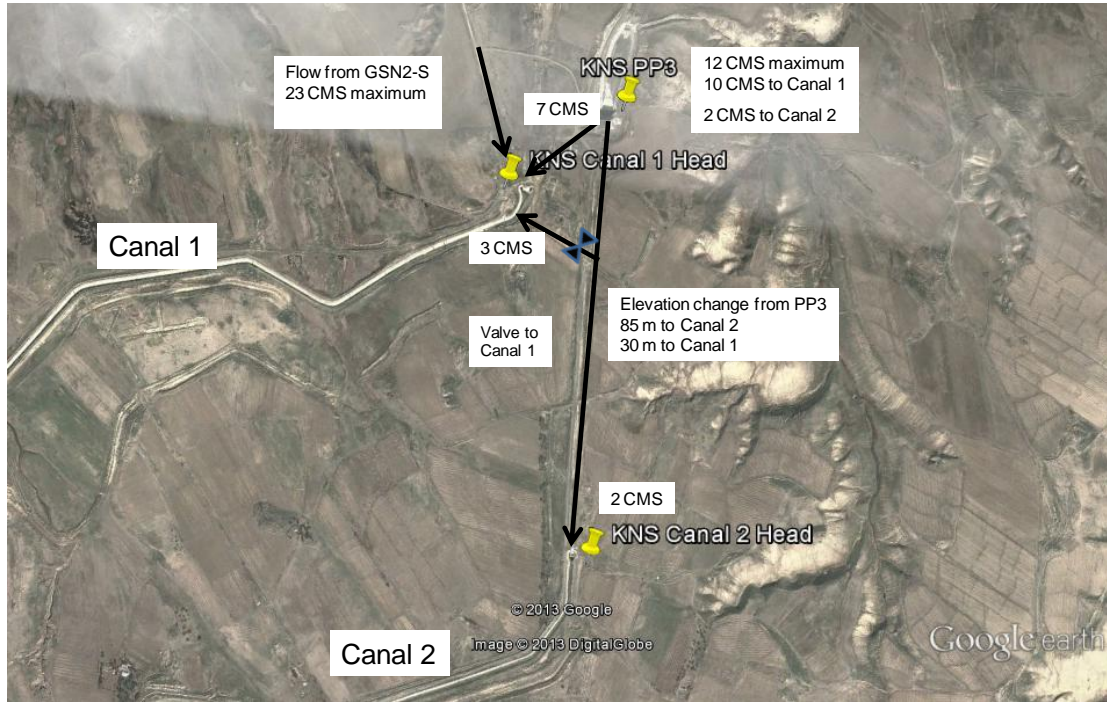 KNS PP3
12 CMS maximum
10 CMS to Canal 1
2 CMS to Canal 2
Flow from GSN2-S
23 CMS maximum
7 CMS
KNS Canal 1 Head
Canal 1
3 CMS
Elevation change from PP3
85 m to Canal 2
30 m to Canal 1
Valve to
Canal 1
2 CMS
KNS Canal 2 Head
© 2013 Google
Image © 2013 DigitalGlobe
Google earth
Canal 2